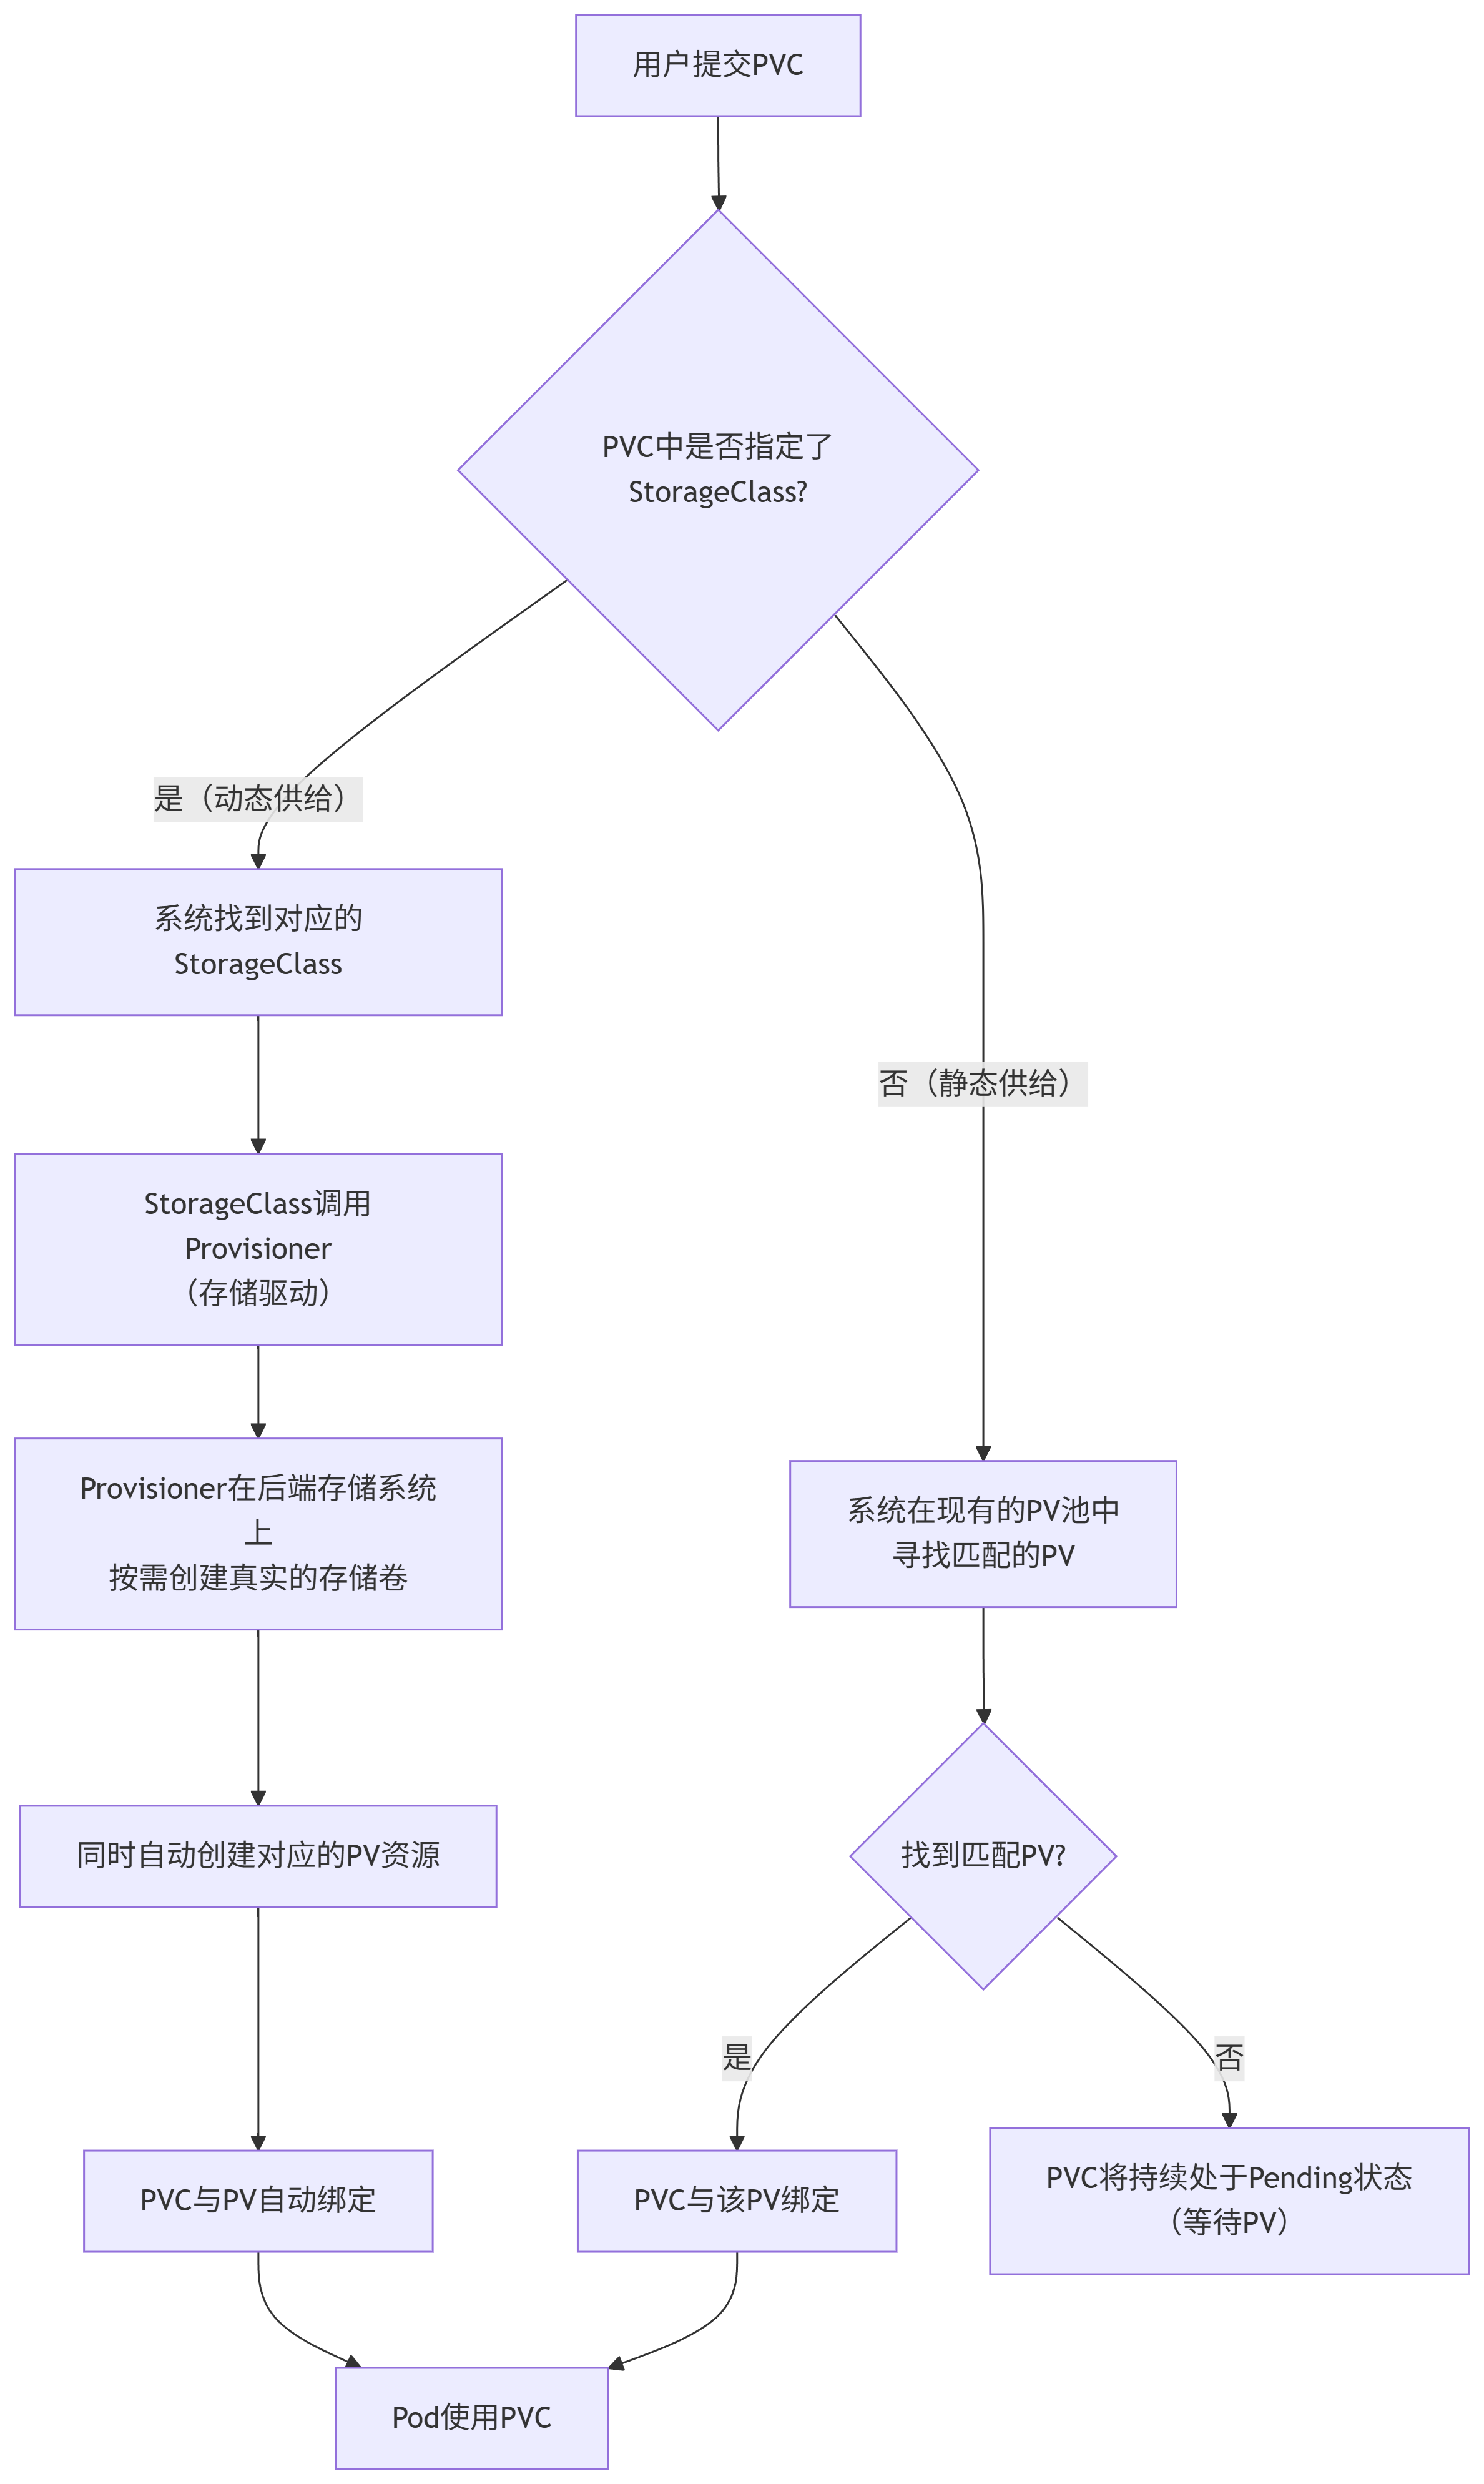 用户提交PVC
PVC中是否指定了
StorageClass?
是（动态供给）
系统找到对应的
StorageClass
否（静态供给）
StorageClass调用
Provisioner
（存储驱动）
Provisioner在后端存储系统
上
按需创建真实的存储卷
系统在现有的PV池中
寻找匹配的PV
同时自动创建对应的PV资源
找到匹配PV?
是
否
PVC与PV自动绑定
PVC与该PV绑定
PVC将持续处于Pending状态
（等待PV）
Pod使用PVC